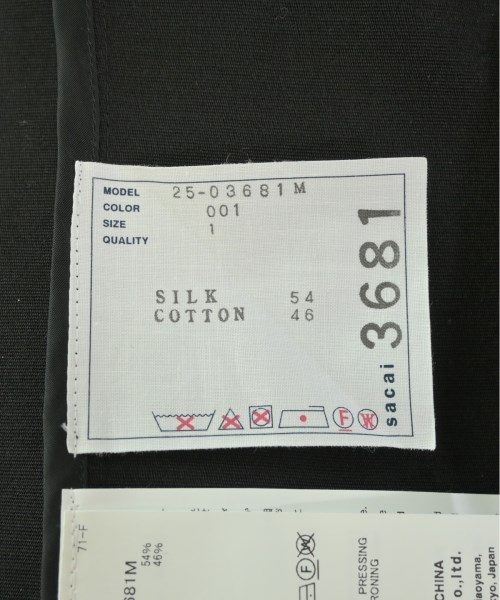 MODEL 25-03681M
COLOR 001
SIZE 1
QUALITY
SILK 54
COTTON 46
sacai 3681
F
W
71-F
681M
54%
46%
F
W
PRESSING
RONING
CHINA
o.,ltd.
aoyama,
yo,Japan